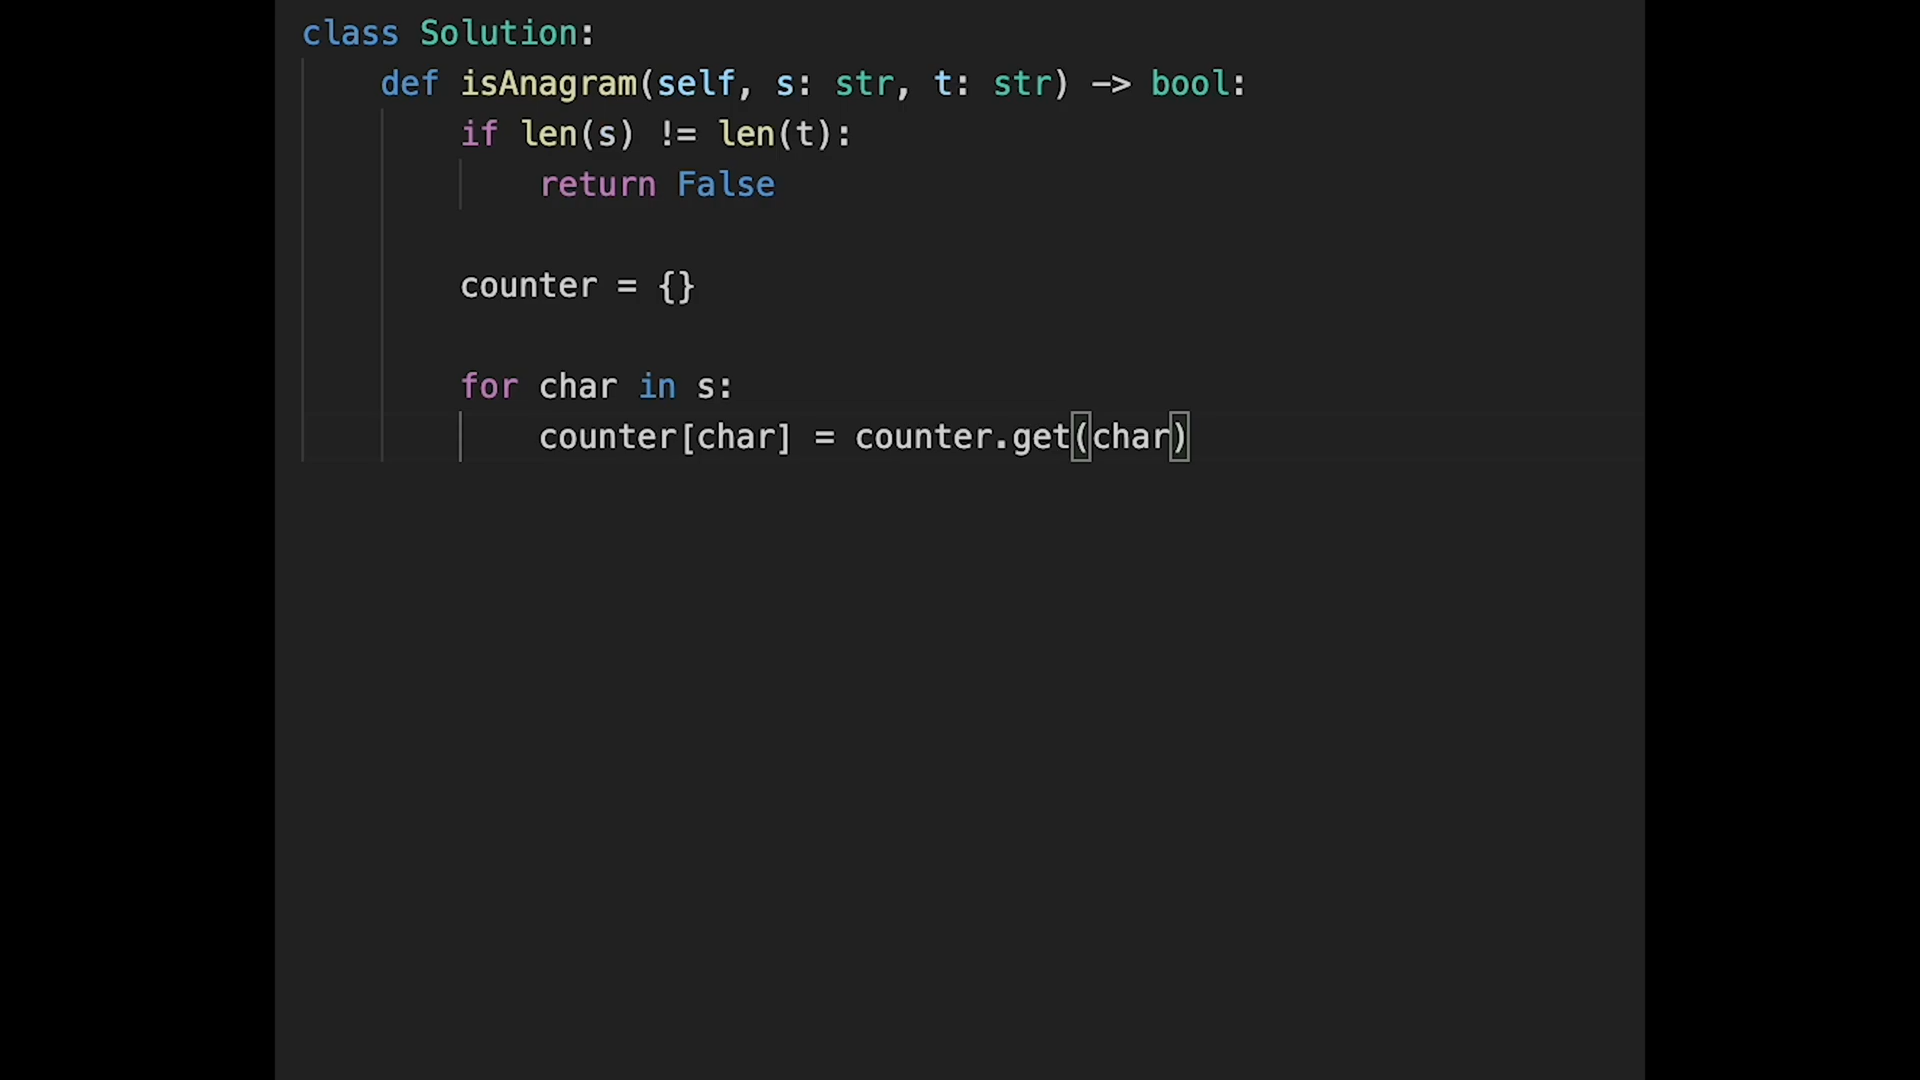 class Solution:
    def isAnagram(self, s: str, t: str) -> bool:
        if len(s) != len(t):
            return False
        counter = {}
        for char in s:
            counter[char] = counter.get(char)